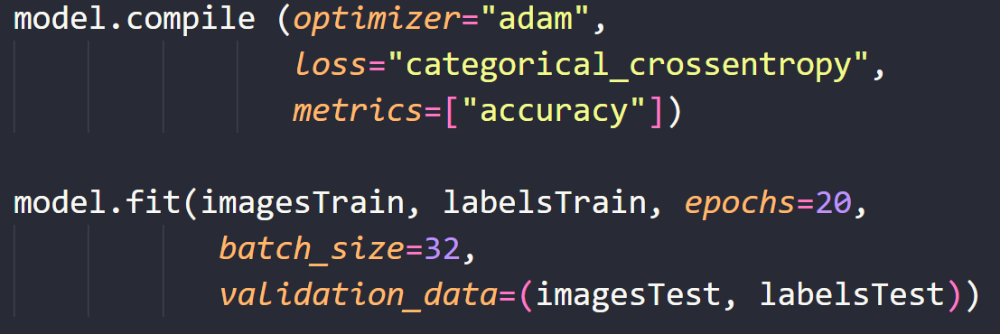 model.compile (optimizer="adam",
loss="categorical_crossentropy",
metrics=["accuracy"])
model.fit(imagesTrain, labelsTrain, epochs=20,
batch_size=32,
validation_data=(imagesTest, labelsTest))